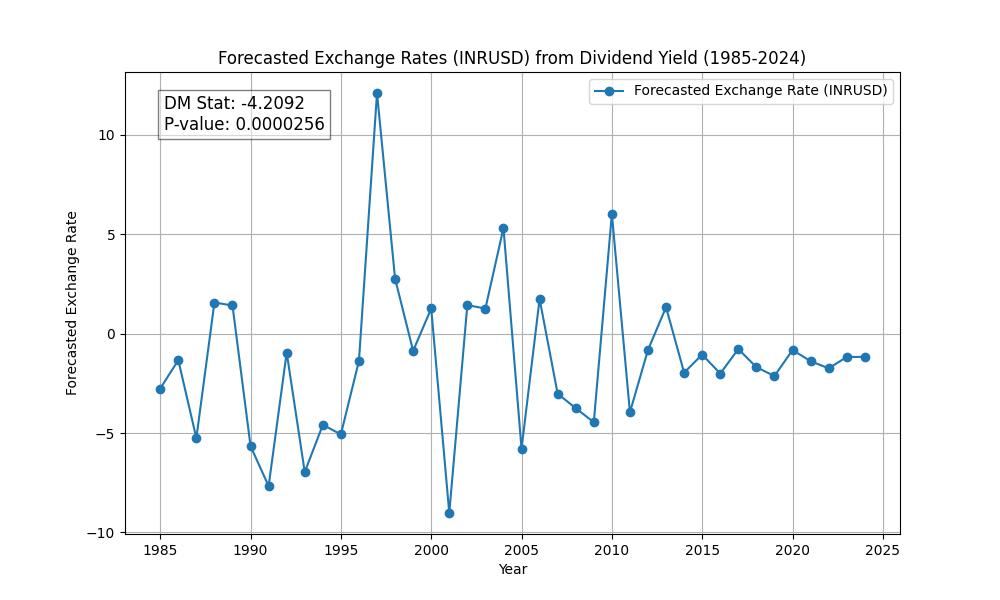 Forecasted Exchange Rates (INRUSD) from Dividend Yield (1985-2024)
DM Stat: -4.2092
P-value: 0.0000256
Forecasted Exchange Rate (INRUSD)
Forecasted Exchange Rate
10
5
0
−5
−10
1985 1990 1995 2000 2005 2010 2015 2020 2025
Year